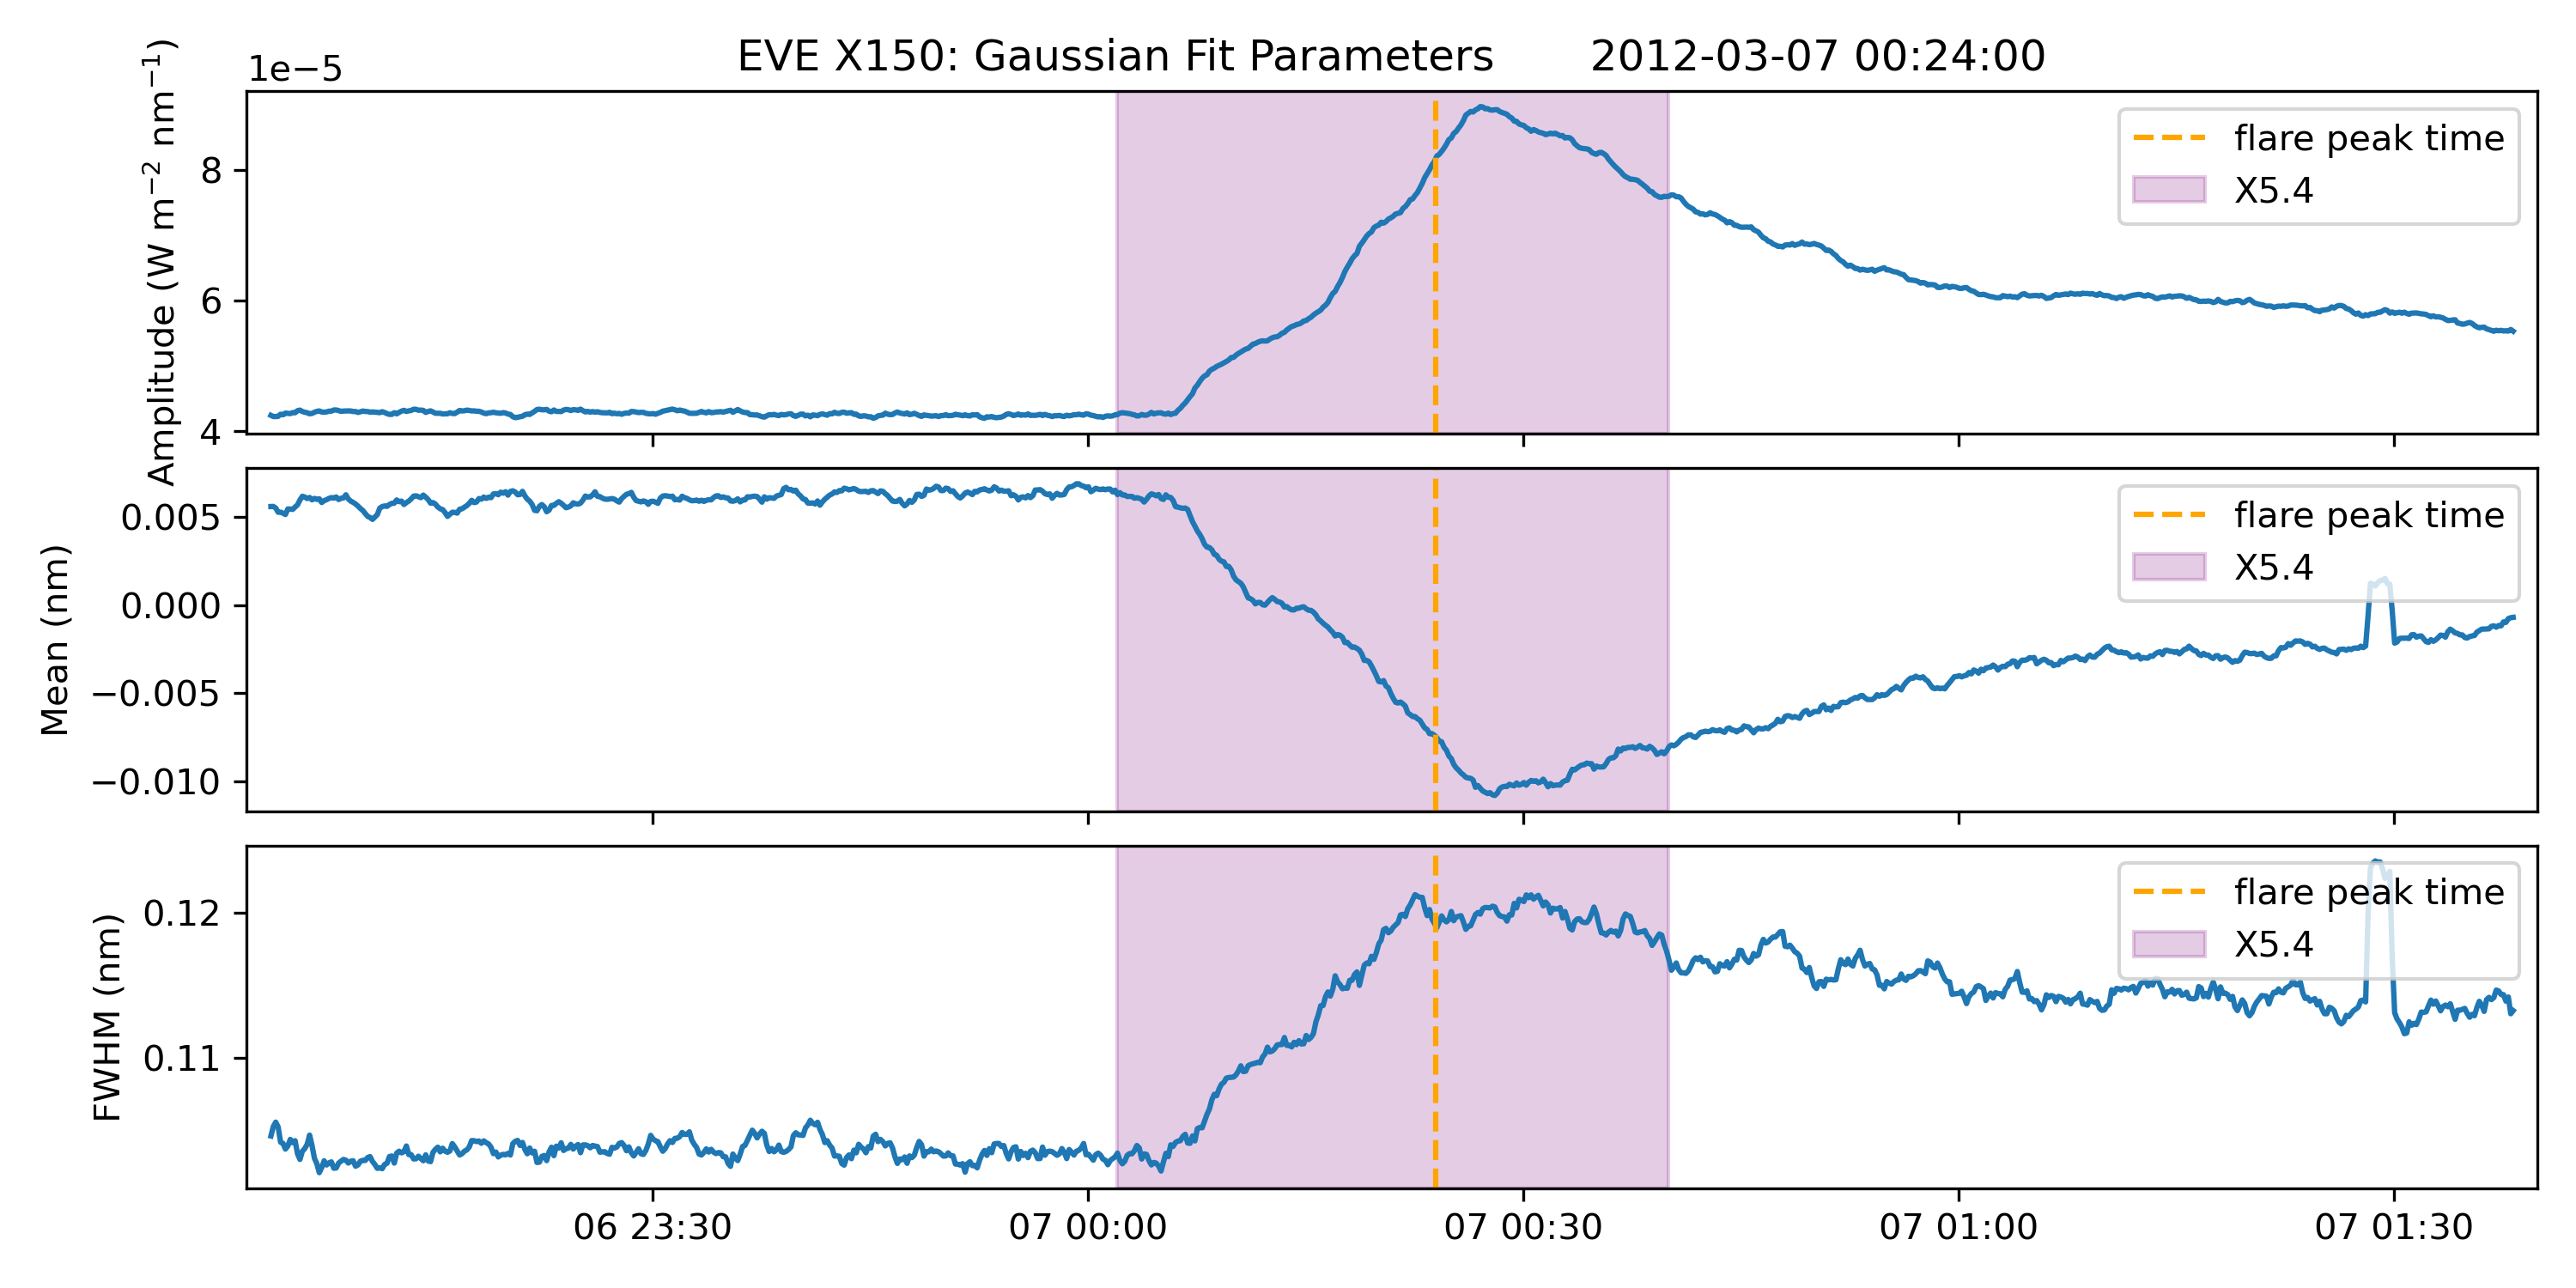 EVE X150: Gaussian Fit Parameters 2012-03-07 00:24:00
1e−5
Amplitude (W m⁻² nm⁻¹)
8
6
4
flare peak time
X5.4
Mean (nm)
0.005
0.000
−0.005
−0.010
flare peak time
X5.4
FWHM (nm)
0.12
0.11
flare peak time
X5.4
06 23:30 07 00:00 07 00:30 07 01:00 07 01:30